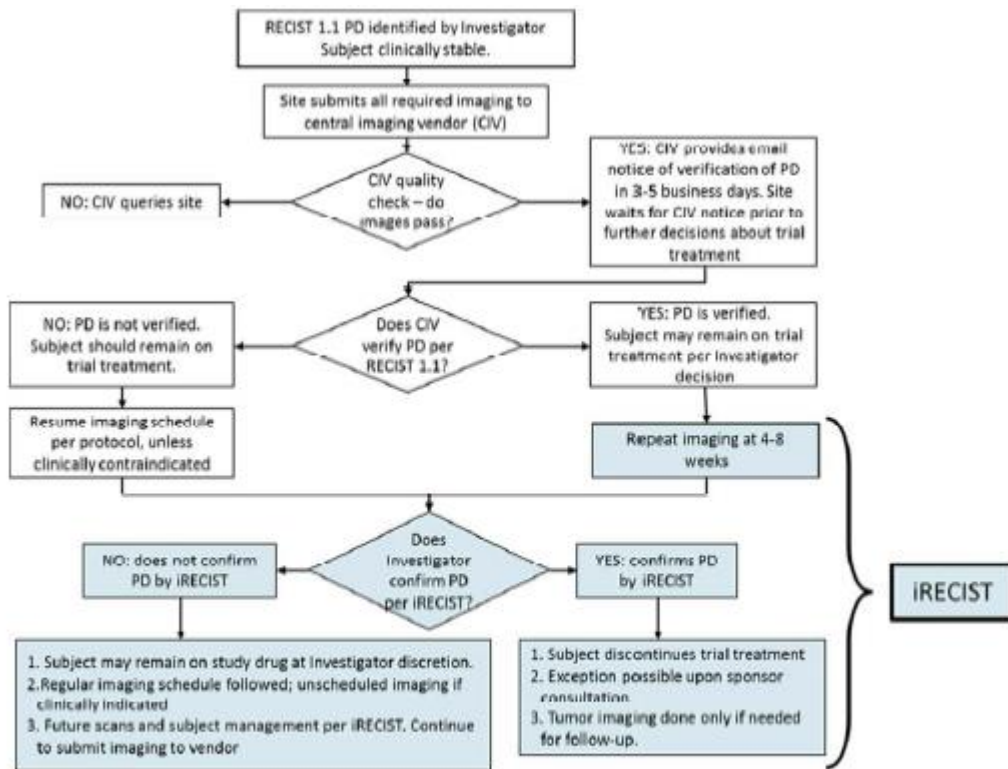 RECIST 1.1 PD identified by Investigator
Subject clinically stable.
Site submits all required imaging to
central imaging vendor (CIV)
CIV quality
check – do
images pass?
NO: CIV queries site
YES: CIV provides email
notice of verification of PD
in 3-5 business days. Site
waits for CIV notice prior to
further decisions about trial
treatment
NO: PD is not verified.
Subject should remain on
trial treatment.
Does CIV
verify PD per
RECIST 1.1?
YES: PD is verified.
Subject may remain on trial
treatment per Investigator
decision
Resume imaging schedule
per protocol, unless
clinically contraindicated
Repeat imaging at 4-8
weeks
NO: does not confirm
PD by iRECIST
Does
Investigator
confirm PD
per iRECIST?
YES: confirms PD
by iRECIST
iRECIST
1. Subject may remain on study drug at Investigator discretion.
2.Regular imaging schedule followed; unscheduled imaging if
clinically indicated
3. Future scans and subject management per iRECIST. Continue
to submit imaging to vendor
1. Subject discontinues trial treatment
2. Exception possible upon sponsor
consultation
3. Tumor imaging done only if needed
for follow-up.